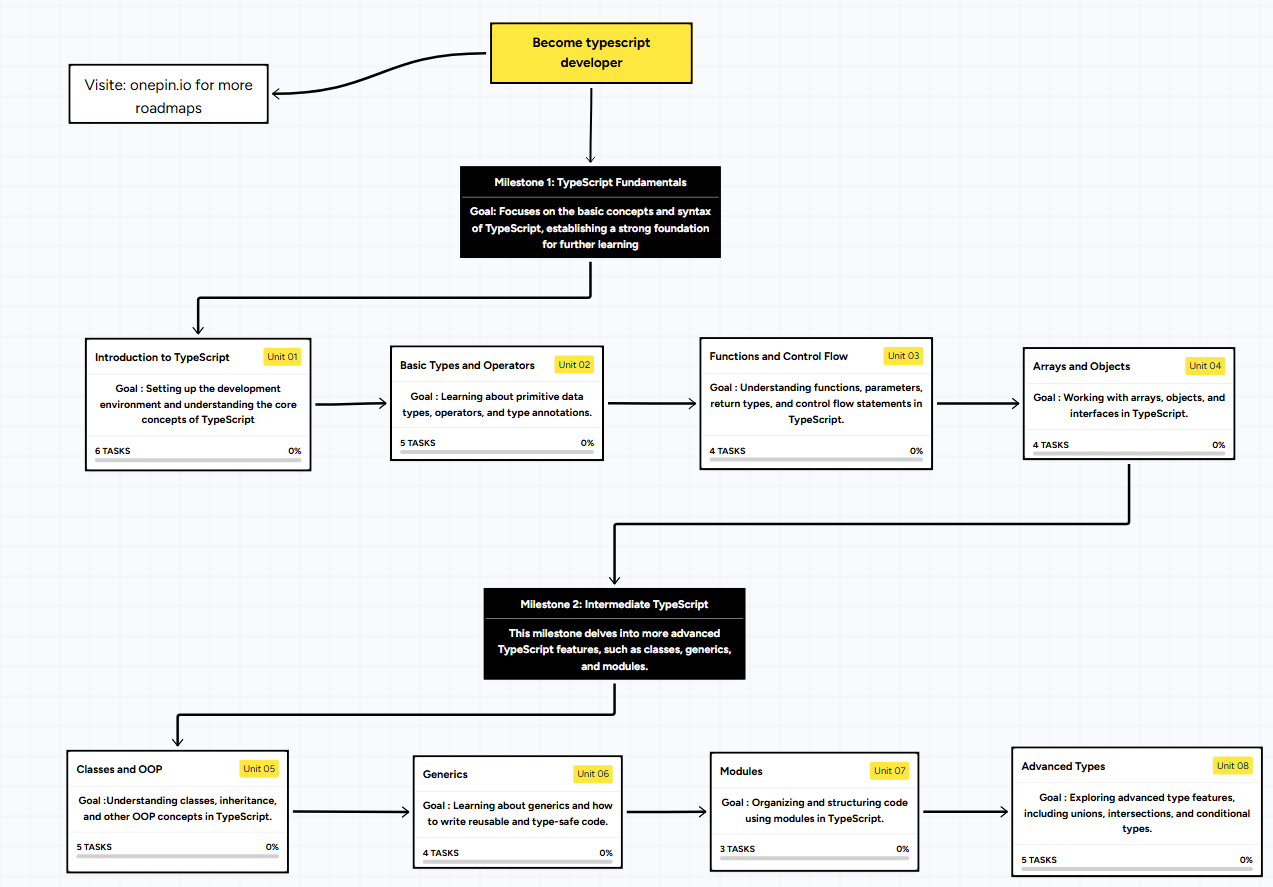 Become typescript
developer
Visite: onepin.io for more
roadmaps
Milestone 1: TypeScript Fundamentals
Goal: Focuses on the basic concepts and syntax
of TypeScript, establishing a strong foundation
for further learning
Introduction to TypeScript
Unit 01
Goal : Setting up the development
environment and understanding the core
concepts of TypeScript
6 TASKS
0%
Basic Types and Operators
Unit 02
Goal : Learning about primitive data
types, operators, and type annotations.
5 TASKS
0%
Functions and Control Flow
Unit 03
Goal : Understanding functions, parameters,
return types, and control flow statements in
TypeScript.
4 TASKS
0%
Arrays and Objects
Unit 04
Goal : Working with arrays, objects, and
interfaces in TypeScript.
4 TASKS
0%
Milestone 2: Intermediate TypeScript
This milestone delves into more advanced
TypeScript features, such as classes, generics,
and modules.
Classes and OOP
Unit 05
Goal :Understanding classes, inheritance,
and other OOP concepts in TypeScript.
5 TASKS
0%
Generics
Unit 06
Goal : Learning about generics and how
to write reusable and type-safe code.
4 TASKS
0%
Modules
Unit 07
Goal : Organizing and structuring code
using modules in TypeScript.
3 TASKS
0%
Advanced Types
Unit 08
Goal : Exploring advanced type features,
including unions, intersections, and conditional
types.
5 TASKS
0%